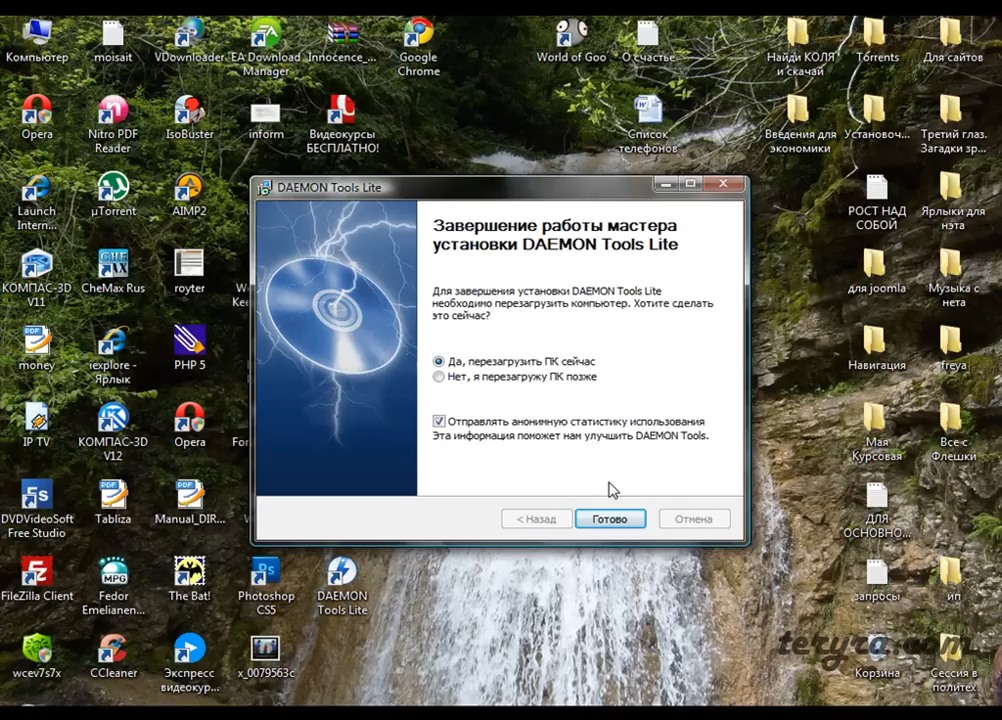 Компьютер
moisait
VDownloader
EA Download
Manager
Innocence_...
Google
Chrome
World of Goo
О счастье
Найди КОЛЯ
и скачай
Torrents
Для сайтов
Opera
Nitro PDF
Reader
IsoBuster
inform
Видеокурсы
БЕСПЛАТНО!
Список
телефонов
Введения для
экономики
Установоч...
Третий глаз.
Загадки зр...
Launch
Intern...
µTorrent
AIMP2
РОСТ НАД
СОБОЙ
Ярлыки для
нэта
КОМПАС-3D
V11
CheMax Rus
royter
для joomla
Музыка с
нета
money
iexplore -
Ярлык
PHP 5
Навигация
freya
IP TV
КОМПАС-3D
V12
Opera
Моя
Курсовая
Все с
Флешки
DVDVideoSoft
Free Studio
Tabliza
Manual_DIR...
ДЛЯ
ОСНОВНО...
FileZilla Client
Fedor
Emelianen...
The Bat!
Photoshop
CS5
DAEMON
Tools Lite
запросы
ип
wcev7s7x
CCleaner
Экспресс
видеокур...
x_0079563c
Корзина
Сессия в
политех
DAEMON Tools Lite
Завершение работы мастера
установки DAEMON Tools Lite
Для завершения установки DAEMON Tools Lite
необходимо перезагрузить компьютер. Хотите сделать
это сейчас?
Да, перезагрузить ПК сейчас
Нет, я перезагружу ПК позже
Отправлять анонимную статистику использования
Эта информация поможет нам улучшить DAEMON Tools.
< Назад
Готово
Отмена
teryra.com